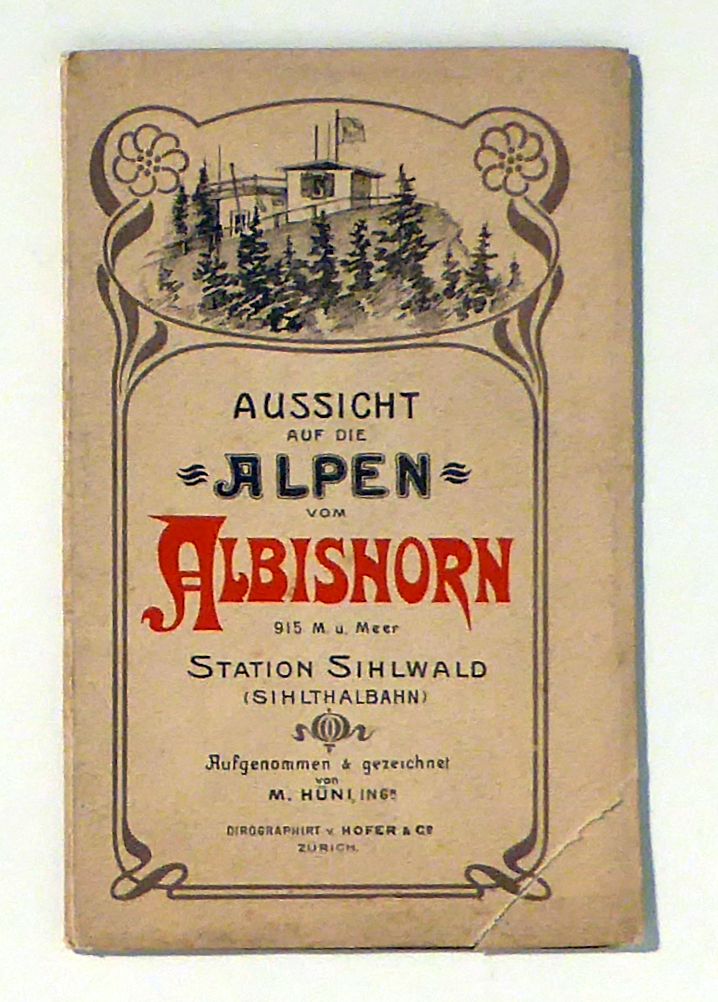 AUSSICHT
AUF DIE
ALPEN
VOM
ALBISHORN
915 M. u. Meer
STATION SIHLWALD
(SIHLTHALBAHN)
Aufgenommen & gezeichnet
von
M. HÜNI, INGR
DIROGRAPHIRT v. HOFER & Co
ZÜRICH.